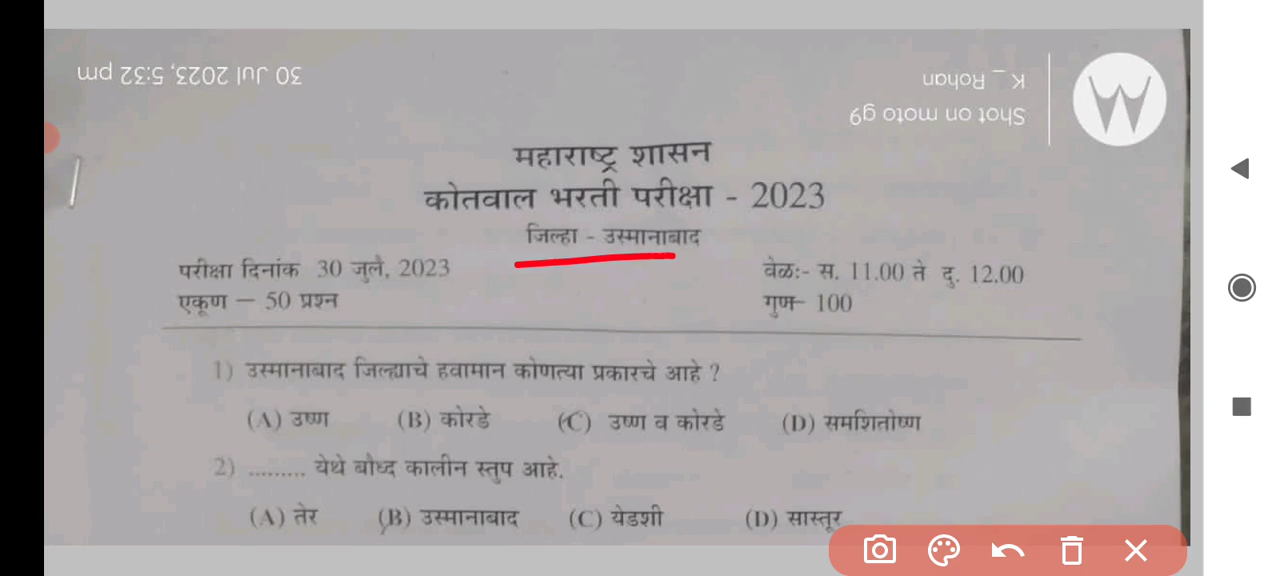 30 Jul 2023, 5:32 pm
K_Rohan
Shot on moto g9
महाराष्ट्र शासन
कोतवाल भरती परीक्षा - 2023
जिल्हा - उस्मानाबाद
परीक्षा दिनांक 30 जुलै, 2023 वेळः- स. 11.00 ते दु. 12.00
एकूण – 50 प्रश्न गुण– 100
1) उस्मानाबाद जिल्ह्याचे हवामान कोणत्या प्रकारचे आहे ?
(A) उष्ण (B) कोरडे (C) उष्ण व कोरडे (D) समशितोष्ण
2) ......... येथे बौध्द कालीन स्तुप आहे.
(A) तेर (B) उस्मानाबाद (C) येडशी (D) सास्तूर